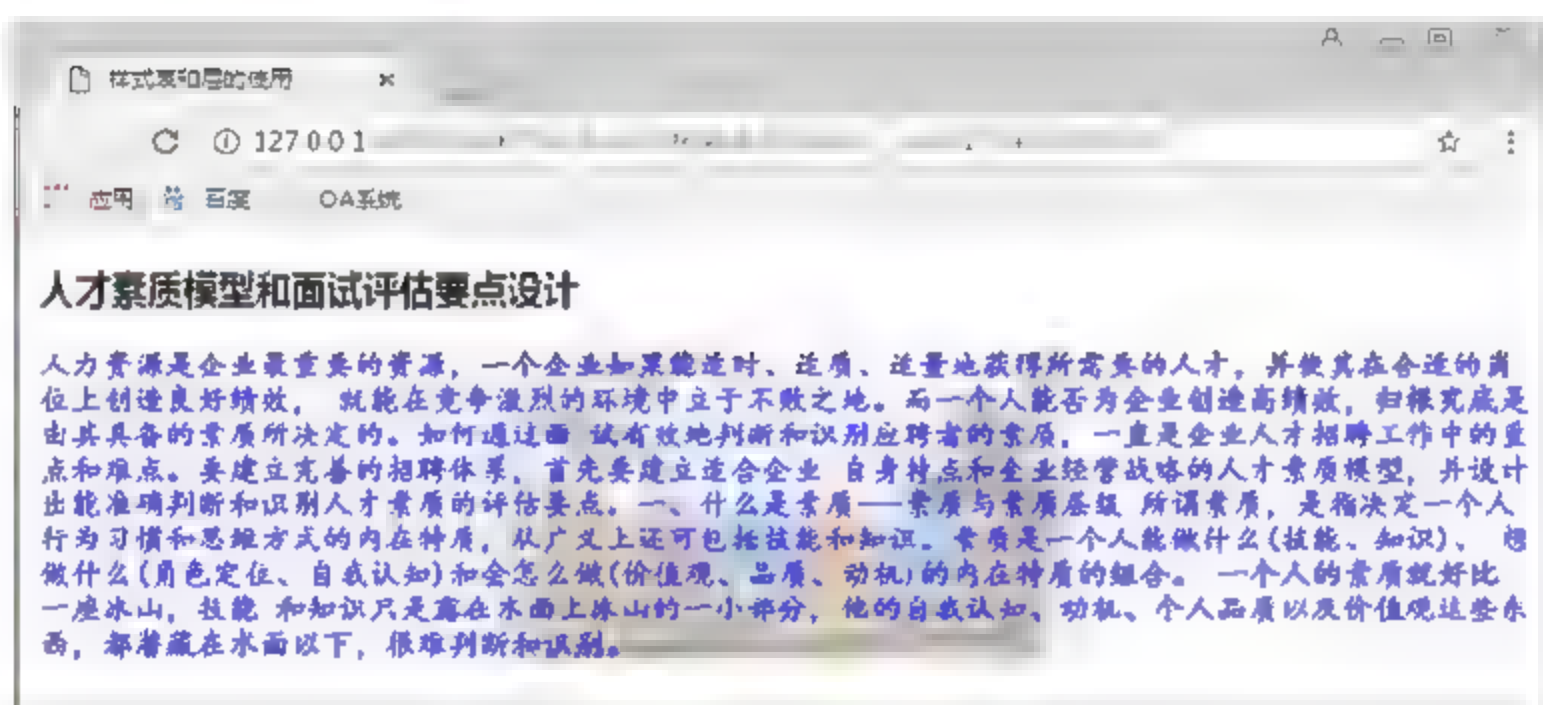 样式表和层的使用
127 0 0 1
应用 百度 OA系统
人才素质模型和面试评估要点设计
人力资源是企业最重要的资源，一个企业如果能适时、适质、适量地获得所需要的人才，并使其在合适的岗
位上创造良好绩效， 就能在竞争激烈的环境中立于不败之地。而一个人能否为企业创造高绩效，归根究底是
由其具备的素质所决定的。如何通过面 试有效地判断和识别应聘者的素质，一直是企业人才招聘工作中的重
点和难点。要建立完善的招聘体系，首先要建立适合企业 自身特点和企业经营战略的人才素质模型，并设计
出能准确判断和识别人才素质的评估要点。一、什么是素质——素质与素质层级 所谓素质，是指决定一个人
行为习惯和思维方式的内在特质，从广义上还可包括技能和知识。素质是一个人能做什么(技能、知识)、 想
做什么(角色定位、自我认知)和会怎么做(价值观、品质、动机)的内在特质的组合。 一个人的素质就好比
一座冰山，技能 和知识只是露在水面上冰山的一小部分，他的自我认知、动机、个人品质以及价值观这些东
西，都潜藏在水面以下，很难判断和识别。